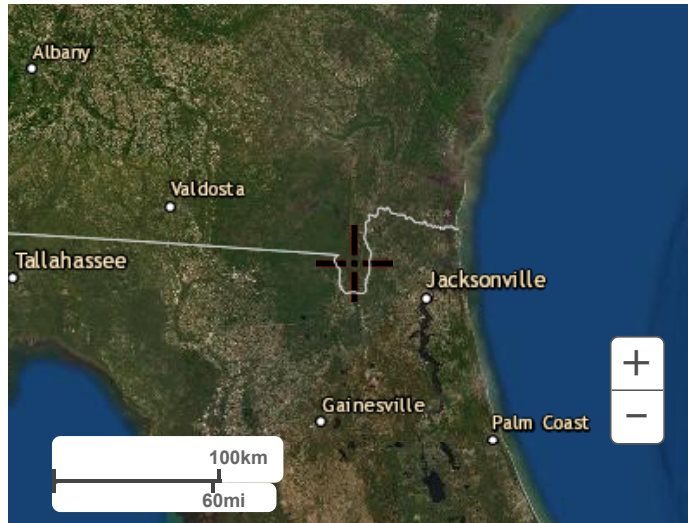 Albany
Valdosta
Tallahassee
Jacksonville
Gainesville
Palm Coast
+
−
100km
60mi